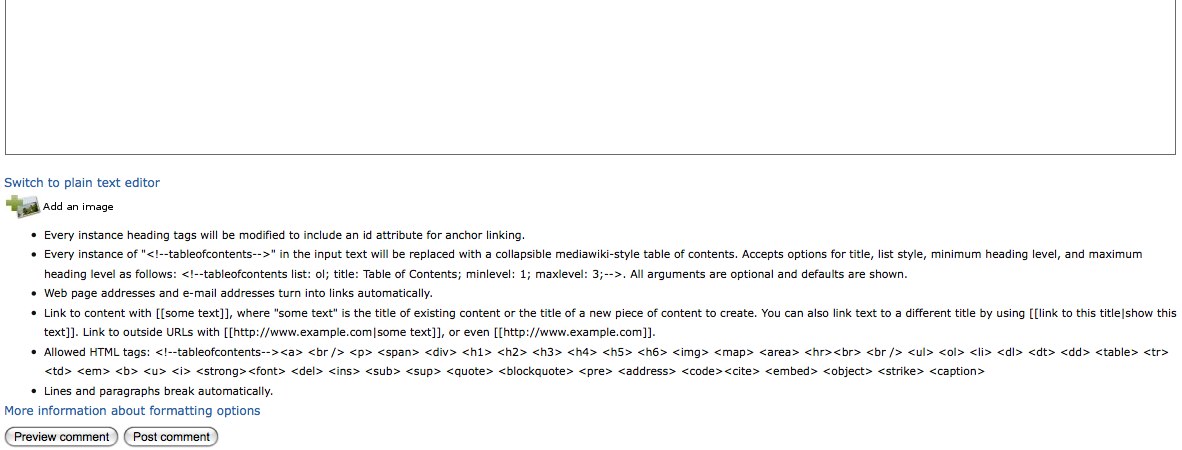 Switch to plain text editor
Add an image
• Every instance heading tags will be modified to include an id attribute for anchor linking.
• Every instance of "<!--tableofcontents-->" in the input text will be replaced with a collapsible mediawiki-style table of contents. Accepts options for title, list style, minimum heading level, and maximum
heading level as follows: <!--tableofcontents list: ol; title: Table of Contents; minlevel: 1; maxlevel: 3;-->. All arguments are optional and defaults are shown.
• Web page addresses and e-mail addresses turn into links automatically.
• Link to content with [[some text]], where "some text" is the title of existing content or the title of a new piece of content to create. You can also link text to a different title by using [[link to this title|show this
text]]. Link to outside URLs with [[http://www.example.com|some text]], or even [[http://www.example.com]].
• Allowed HTML tags: <!--tableofcontents--><a> <br /> <p> <span> <div> <h1> <h2> <h3> <h4> <h5> <h6> <img> <map> <area> <hr><br> <br /> <ul> <ol> <li> <dl> <dt> <dd> <table> <tr>
<td> <em> <b> <u> <i> <strong><font> <del> <ins> <sub> <sup> <quote> <blockquote> <pre> <address> <code><cite> <embed> <object> <strike> <caption>
• Lines and paragraphs break automatically.
More information about formatting options
Preview comment Post comment